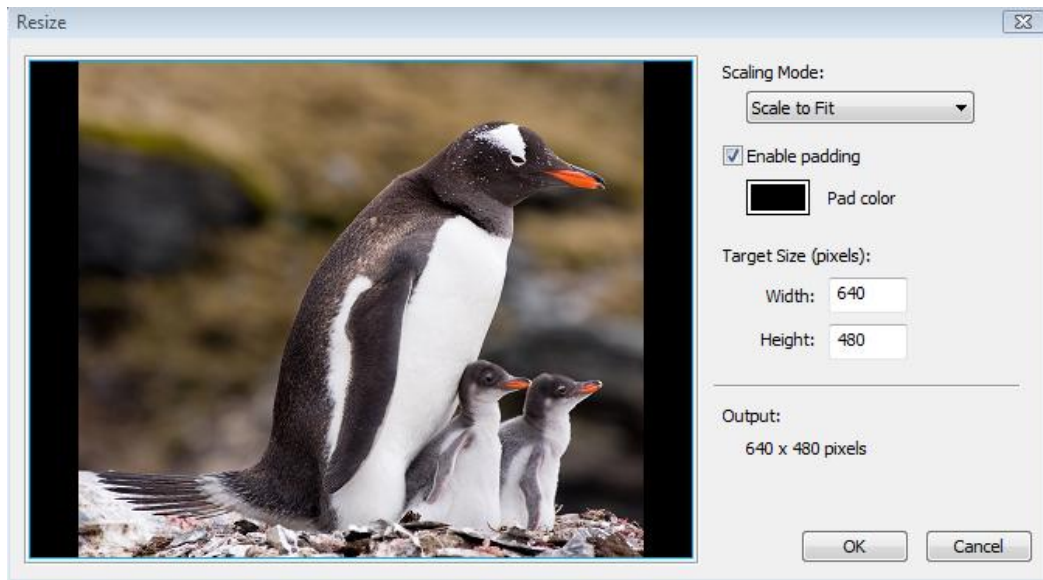 Resize
Scaling Mode:
Scale to Fit
Enable padding
Pad color
Target Size (pixels):
Width: 640
Height: 480
Output:
640 x 480 pixels
OK Cancel